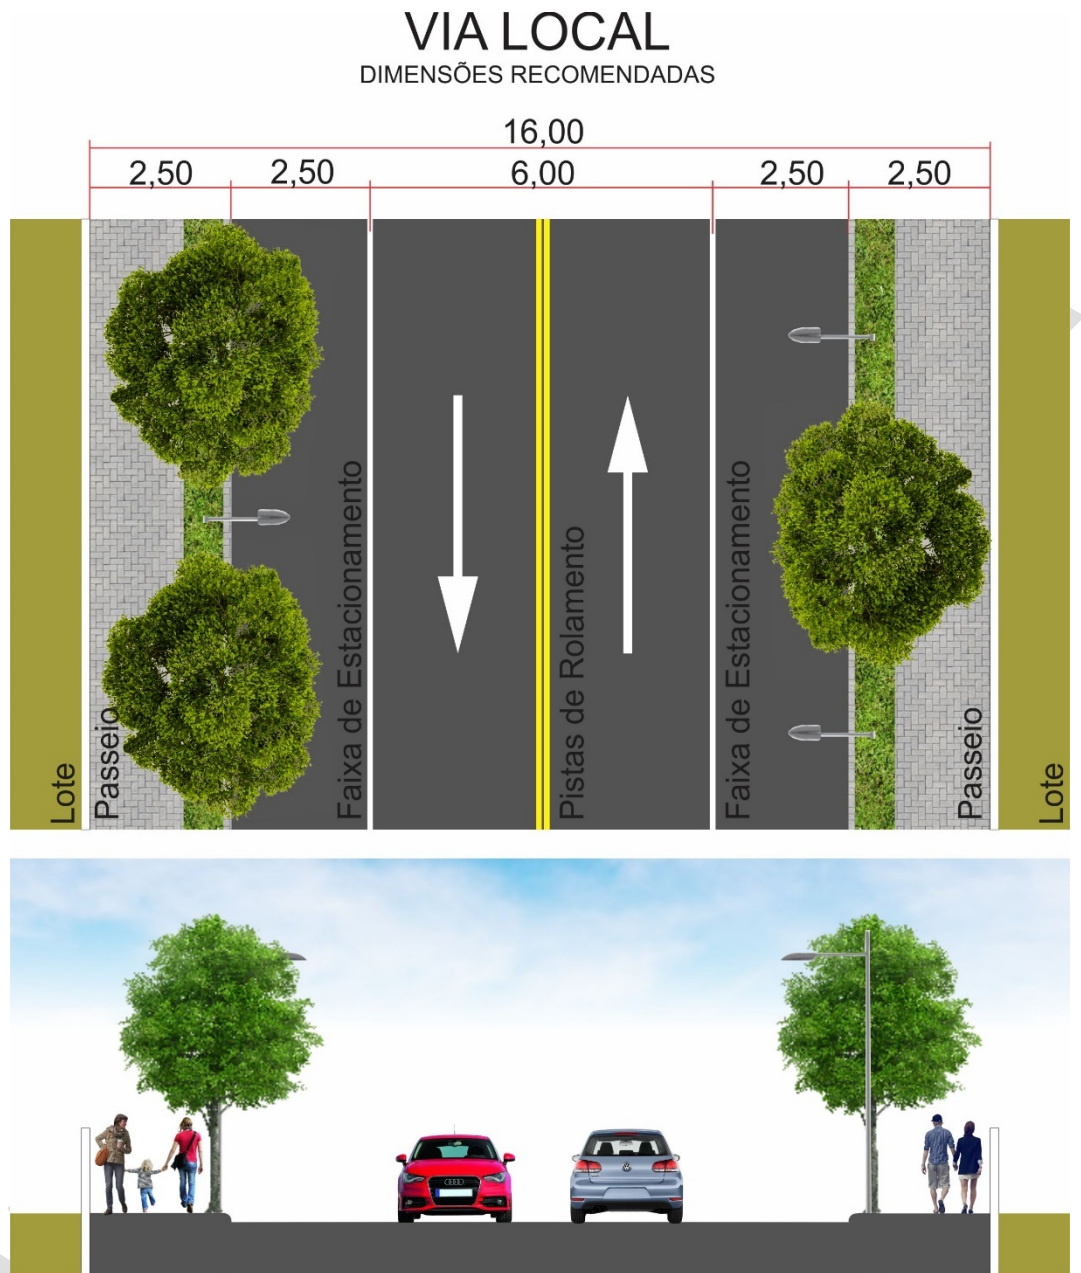 VIA LOCAL
DIMENSÕES RECOMENDADAS
16,00
2,50 2,50 6,00 2,50 2,50
Lote
Passeio
Faixa de Estacionamento
Pistas de Rolamento
Faixa de Estacionamento
Passeio
Lote